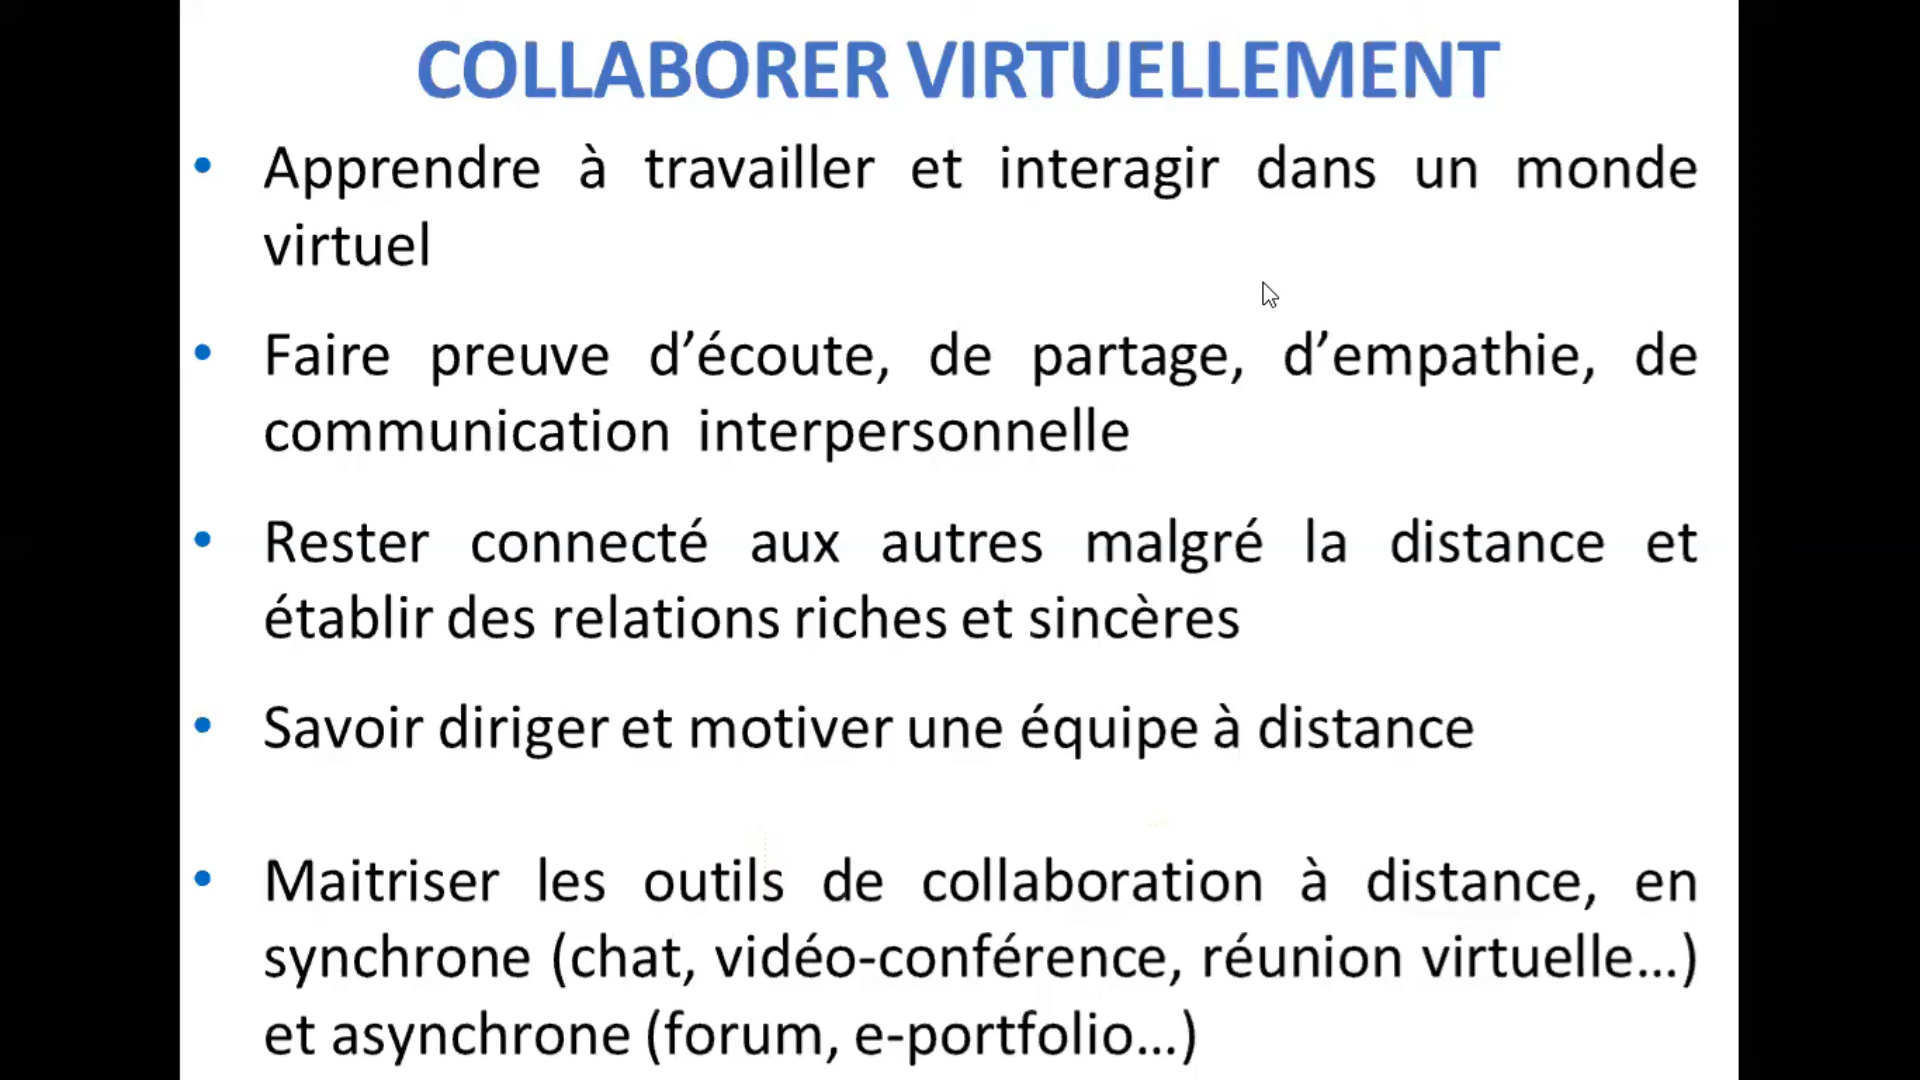 COLLABORER VIRTUELLEMENT
• Apprendre à travailler et interagir dans un monde
virtuel
• Faire preuve d’écoute, de partage, d’empathie, de
communication interpersonnelle
• Rester connecté aux autres malgré la distance et
établir des relations riches et sincères
• Savoir diriger et motiver une équipe à distance
• Maitriser les outils de collaboration à distance, en
synchrone (chat, vidéo-conférence, réunion virtuelle...)
et asynchrone (forum, e-portfolio...)